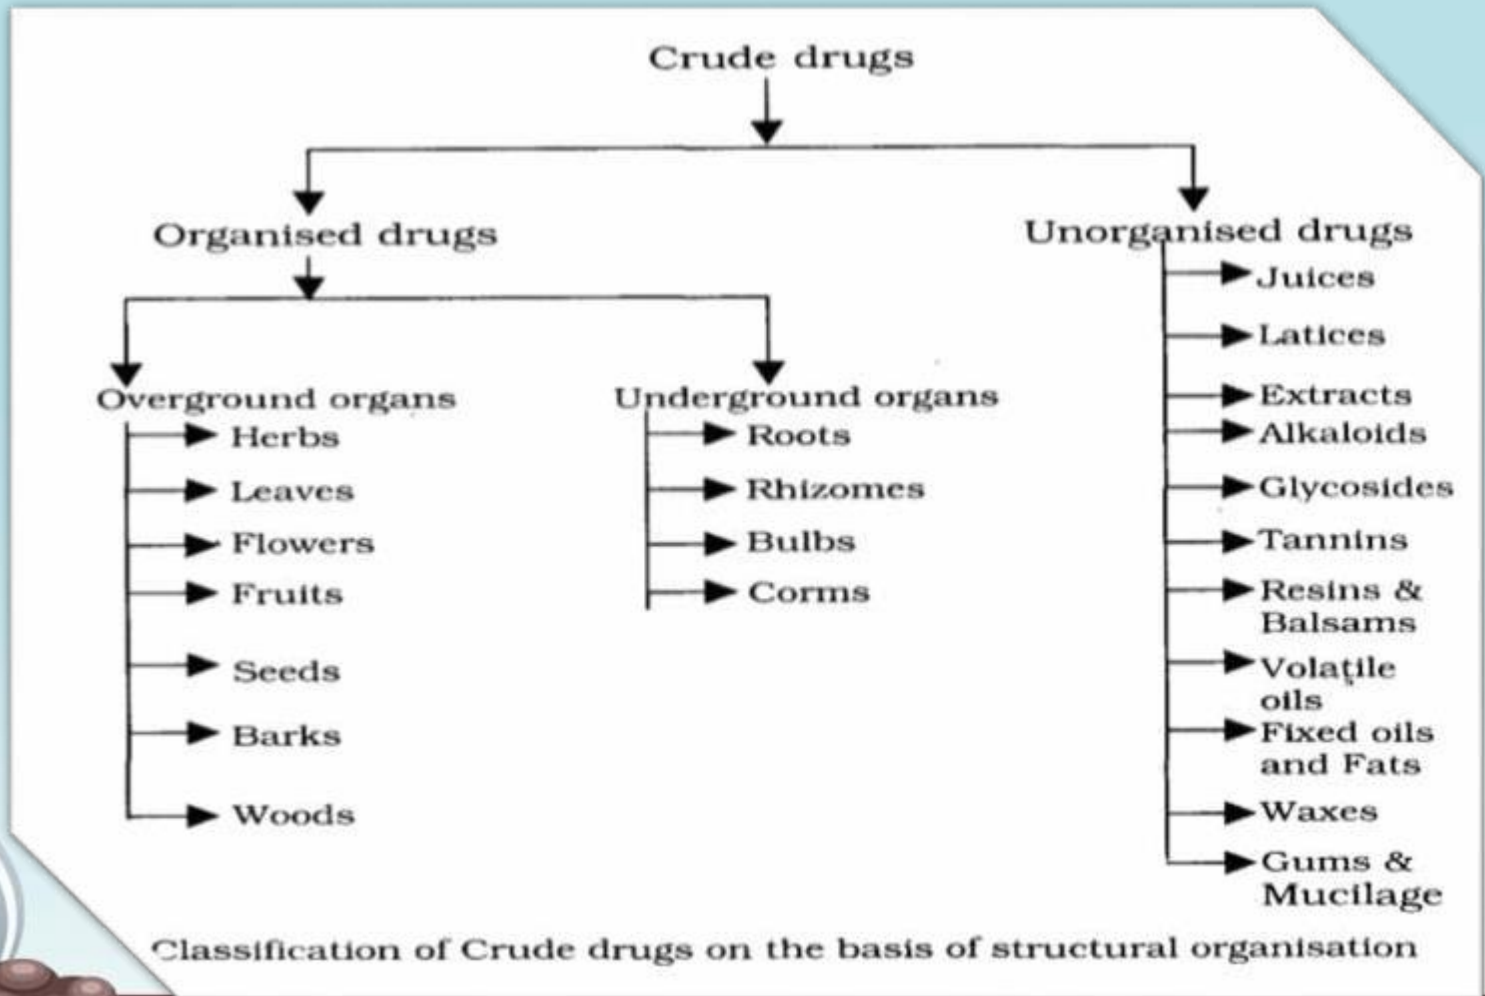 Crude drugs
Organised drugs
Unorganised drugs
Overground organs
Herbs
Leaves
Flowers
Fruits
Seeds
Barks
Woods
Underground organs
Roots
Rhizomes
Bulbs
Corms
Juices
Latices
Extracts
Alkaloids
Glycosides
Tannins
Resins &
Balsams
Volatile
oils
Fixed oils
and Fats
Waxes
Gums &
Mucilage
Classification of Crude drugs on the basis of structural organisation